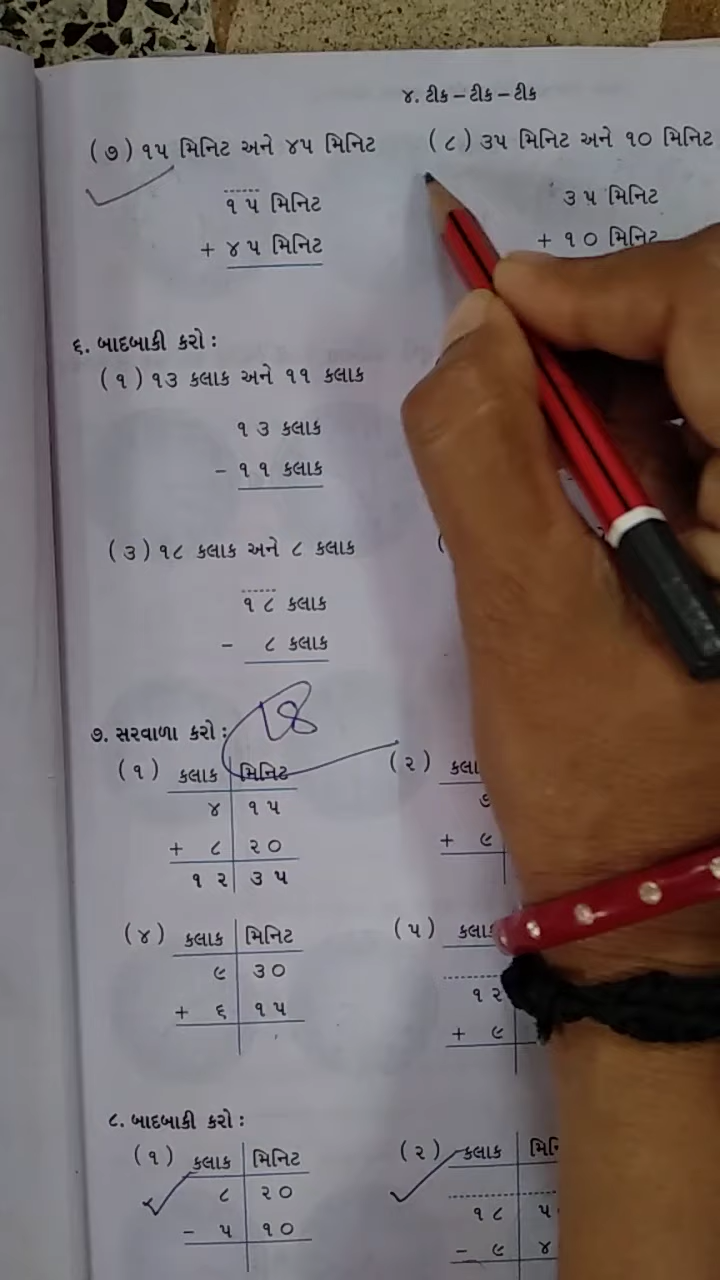 ૪. ટીક – ટીક – ટીક
(૭) ૧૫ મિનિટ અને ૪૫ મિનિટ (૮) ૩૫ મિનિટ અને ૧૦ મિનિટ
૧૫ મિનિટ ૩૫ મિનિટ
+ ૪૫ મિનિટ + ૧૦ મિનિટ
૬. બાદબાકી કરો :
(૧) ૧૩ કલાક અને ૧૧ કલાક
૧૩ કલાક
– ૧૧ કલાક
(૩) ૧૮ કલાક અને ૮ કલાક
૧૮ કલાક
– ૮ કલાક
18
૭. સરવાળા કરો :
(૧) કલાક મિનિટ (૨)
૪ ૧૫ ૭
+ ૮ ૨૦ + ૯
૧૨ ૩૫
(૪) કલાક મિનિટ (૫) કલાક
૯ ૩૦ ૧૨
+ ૬ ૧૫ + ૯
૮. બાદબાકી કરો :
(૧) કલાક મિનિટ (૨) કલાક
૮ ૨૦ ૧૮ ૫
– ૫ ૧૦ – ૯ ૪